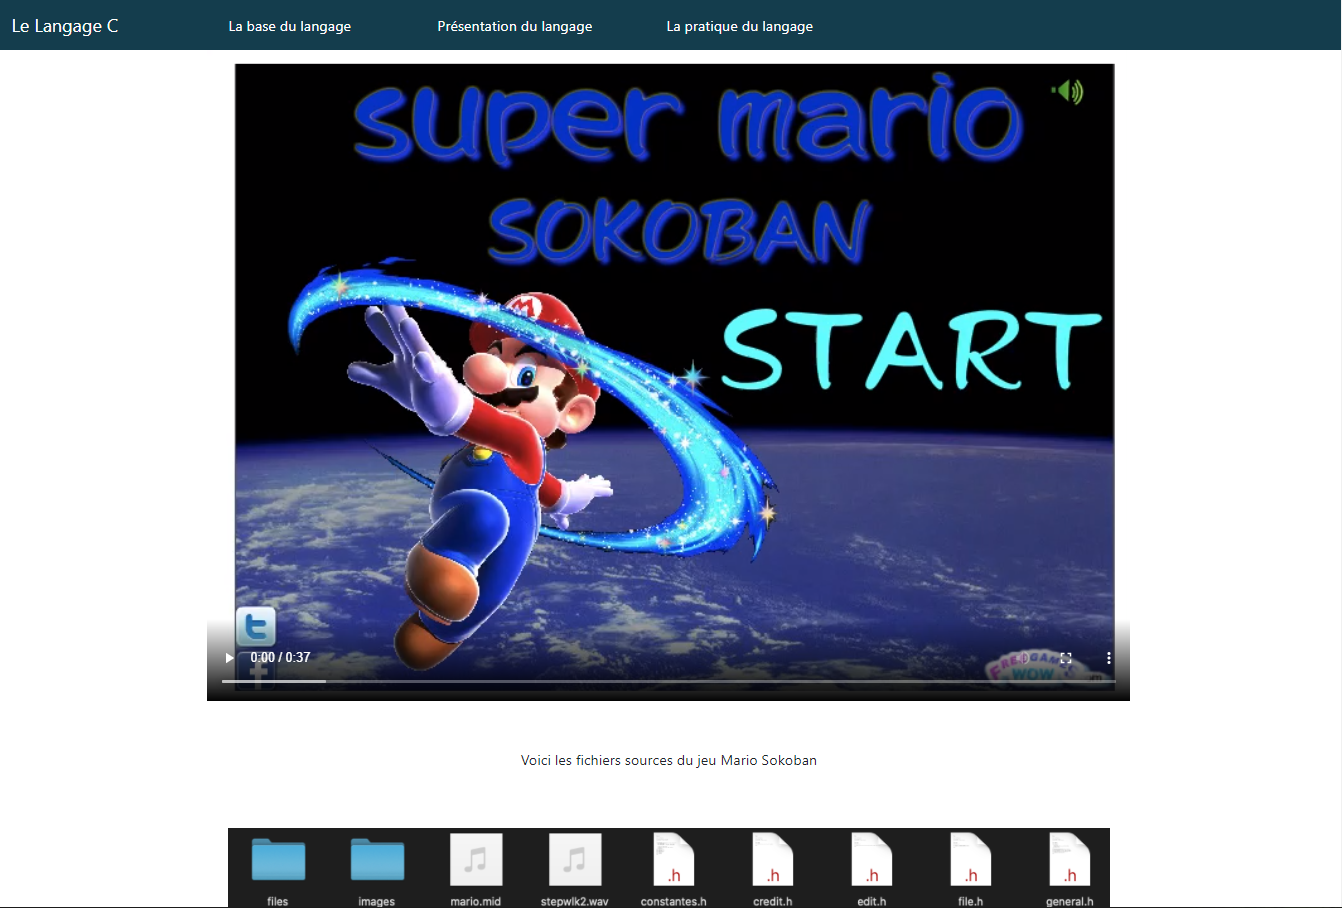 Le Langage C
La base du langage
Présentation du langage
La pratique du langage
super mario
SOKOBAN
START
M
t
0:00 / 0:37
f
WOW
Voici les fichiers sources du jeu Mario Sokoban
.h .h .h .h .h
files images mario.mid stepwlk2.wav constantes.h credit.h edit.h file.h general.h